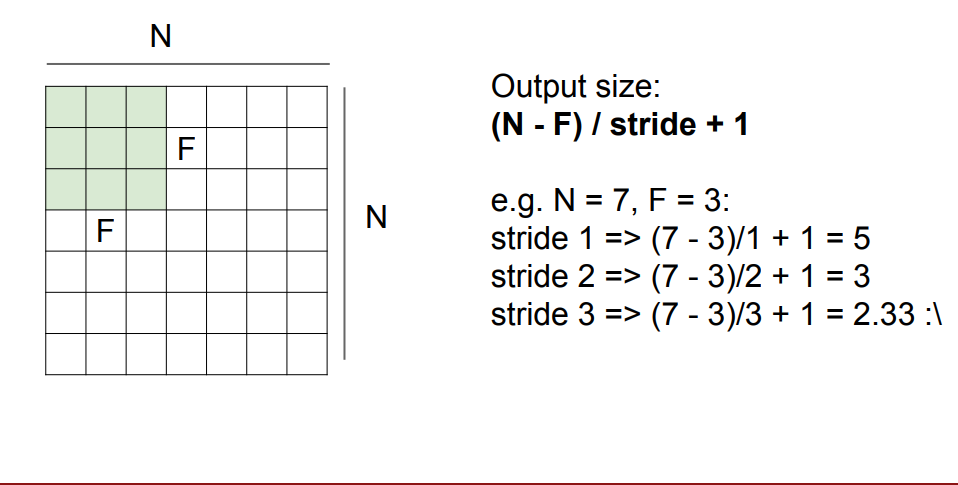 N
F
F
N
Output size:
(N - F) / stride + 1
e.g. N = 7, F = 3:
stride 1 => (7 - 3)/1 + 1 = 5
stride 2 => (7 - 3)/2 + 1 = 3
stride 3 => (7 - 3)/3 + 1 = 2.33 :\